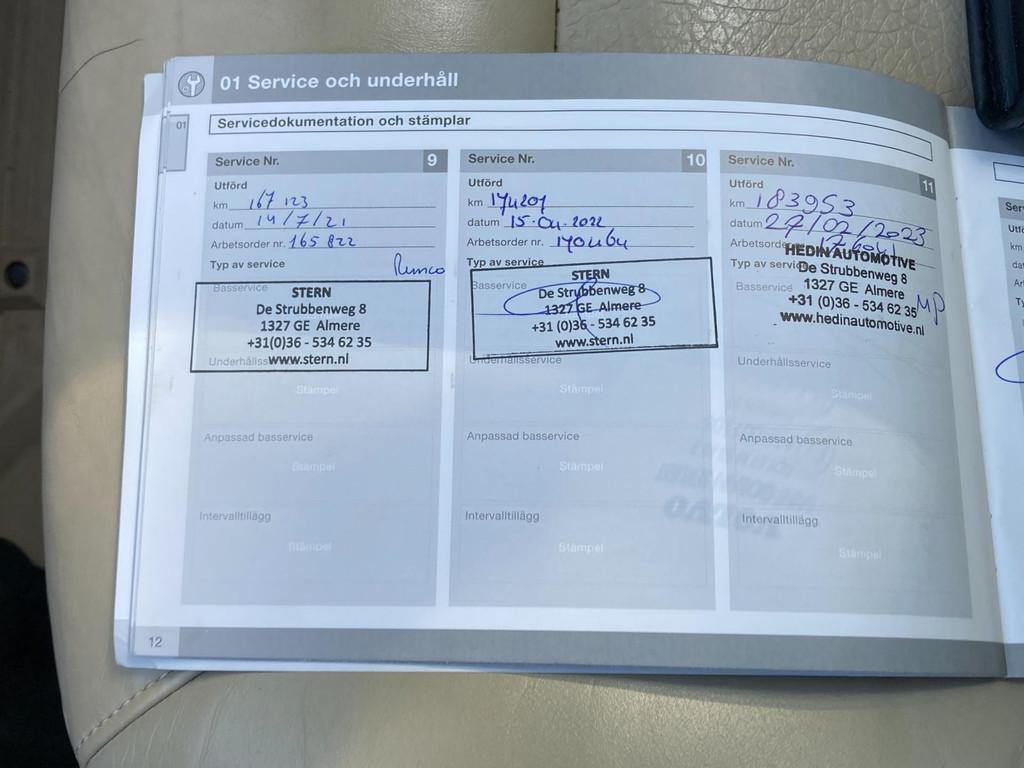 01 Service och underhåll
01
Servicedokumentation och stämplar
Service Nr. 9
Utförd
km 167 123
datum 14/7/21
Arbetsorder nr. 165 822
Typ av service
Remco
Basservice
STERN
De Strubbenweg 8
1327 GE Almere
+31(0)36 - 534 62 35
www.stern.nl
Stämpel
Anpassad basservice
Stämpel
Intervalltillägg
Stämpel
Service Nr. 10
Utförd
km 174201
datum 15-04-2022
Arbetsorder nr. 170464
Typ av service
Basservice
STERN
De Strubbenweg 8
1327 GE Almere
+31 (0)36 - 534 62 35
www.stern.nl
Underhållsservice
Stämpel
Anpassad basservice
Stämpel
Intervalltillägg
Stämpel
Service Nr. 11
Utförd
km 183953
datum 27/02/2023
HEDIN AUTOMOTIVE
Typ av service
De Strubbenweg 8
Basservice
1327 GE Almere
+31 (0)36 - 534 62 35
MP
www.hedinautomotive.nl
Underhållsservice
Stämpel
Anpassad basservice
Stämpel
Intervalltillägg
Stämpel
12